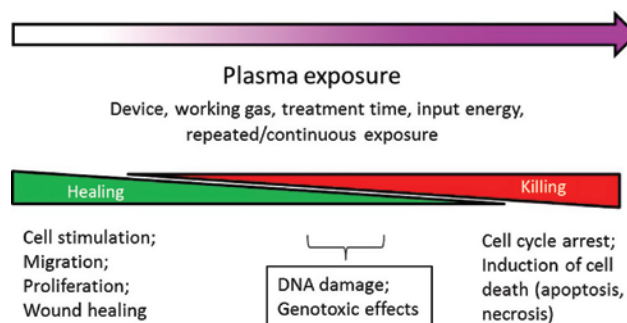 Plasma exposure
Device, working gas, treatment time, input energy,
repeated/continuous exposure
Healing
Killing
Cell stimulation;
Migration;
Proliferation;
Wound healing
DNA damage;
Genotoxic effects
Cell cycle arrest;
Induction of cell
death (apoptosis,
necrosis)